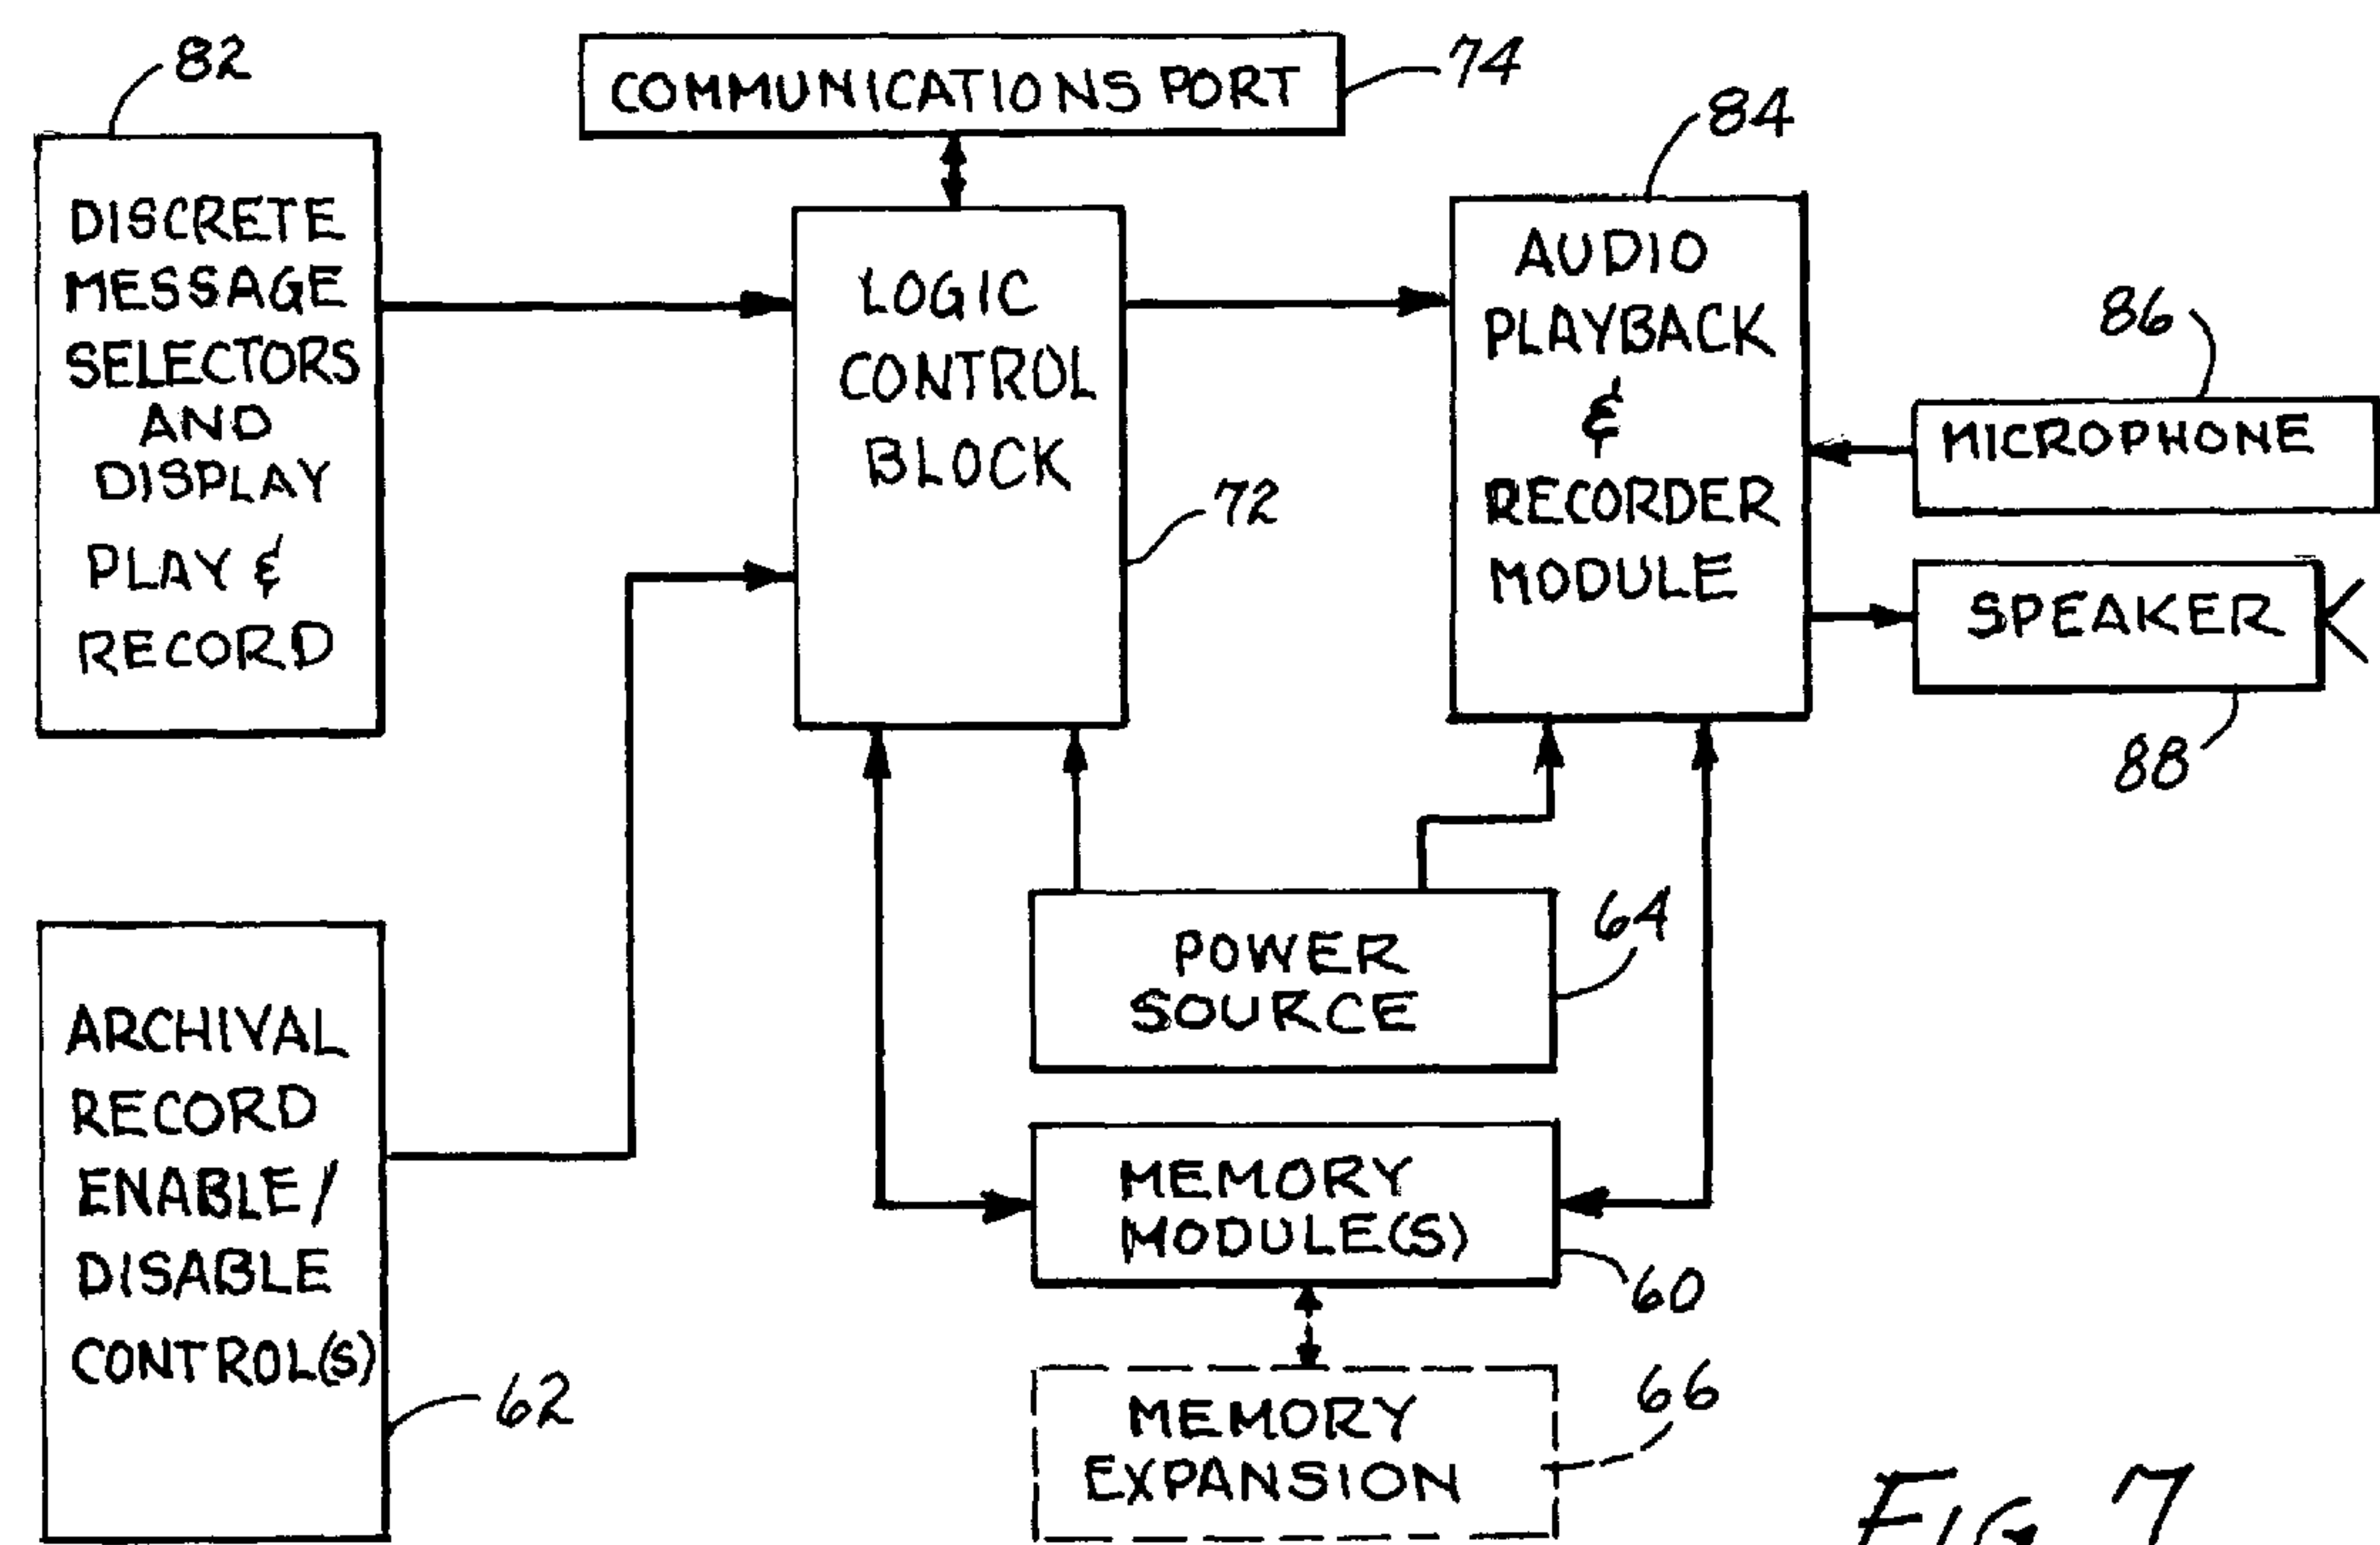 82
COMMUNICATIONS PORT
74
84
DISCRETE
MESSAGE
SELECTORS
AND
DISPLAY
PLAY &
RECORD
LOGIC
CONTROL
BLOCK
72
AUDIO
PLAYBACK
&
RECORDER
MODULE
86
MICROPHONE
SPEAKER
88
ARCHIVAL
RECORD
ENABLE/
DISABLE
CONTROL(S)
62
POWER
SOURCE
64
MEMORY
MODULE(S)
60
MEMORY
EXPANSION
66
FIG 7